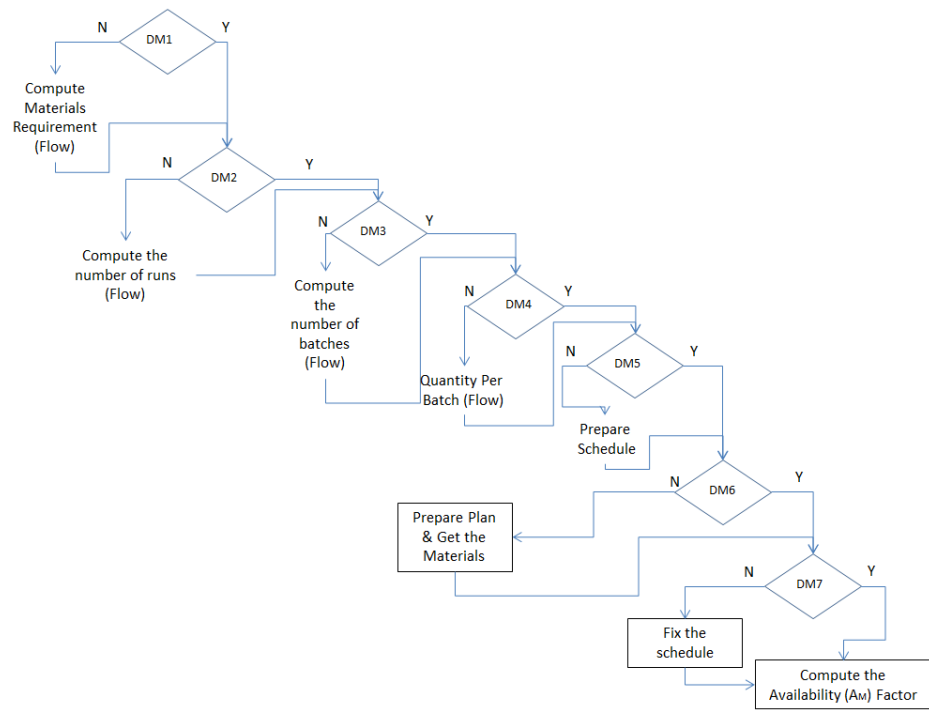 N
Y
DM1
Compute
Materials
Requirement
(Flow)
N
Y
DM2
Compute the
number of runs
(Flow)
N
Y
DM3
Compute
the
number of
batches
(Flow)
N
Y
DM4
Quantity Per
Batch (Flow)
N
Y
DM5
Prepare
Schedule
N
Y
DM6
Prepare Plan
& Get the
Materials
N
Y
DM7
Fix the
schedule
Compute the
Availability (AM) Factor